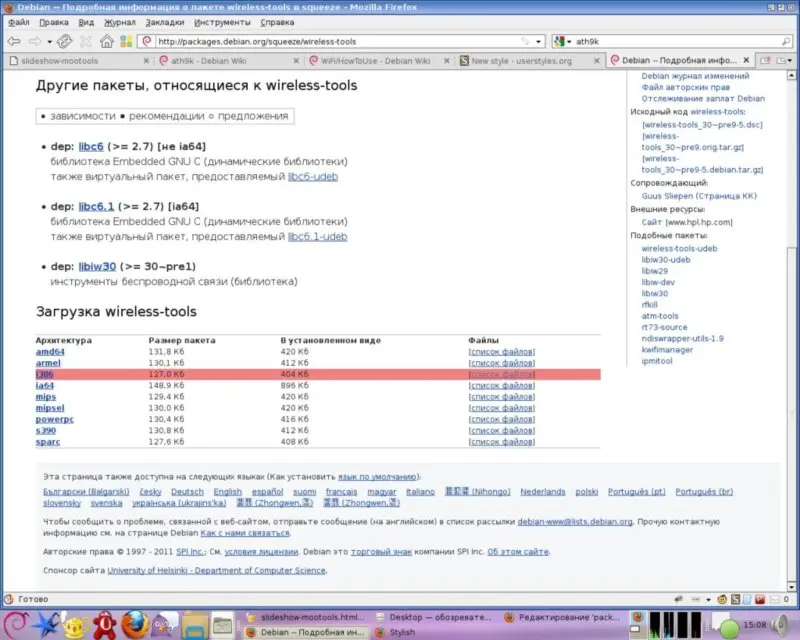 Debian -- Подробная информация о пакете wireless-tools в squeeze - Mozilla Firefox
Файл Правка Вид Журнал Закладки Инструменты Справка
http://packages.debian.org/squeeze/wireless-tools
ath9k
slideshow-mootools
ath9k - Debian Wiki
WiFi/HowToUse - Debian Wiki
New style - userstyles.org
Debian -- Подробная инфо...
Другие пакеты, относящиеся к wireless-tools
зависимости рекомендации предложения
dep: libc6 (>= 2.7) [не ia64]
библиотека Embedded GNU C (динамические библиотеки)
также виртуальный пакет, предоставляемый libc6-udeb
dep: libc6.1 (>= 2.7) [ia64]
библиотека Embedded GNU C (динамические библиотеки)
также виртуальный пакет, предоставляемый libc6.1-udeb
dep: libiw30 (>= 30~pre1)
инструменты беспроводной связи (библиотека)
Загрузка wireless-tools
Архитектура Размер пакета В установленном виде Файлы
amd64 131,8 Кб 420 Кб [список файлов]
armel 130,1 Кб 412 Кб [список файлов]
i386 127,0 Кб 404 Кб [список файлов]
ia64 148,9 Кб 896 Кб [список файлов]
mips 129,4 Кб 420 Кб [список файлов]
mipsel 130,0 Кб 420 Кб [список файлов]
powerpc 130,4 Кб 416 Кб [список файлов]
s390 130,8 Кб 412 Кб [список файлов]
sparc 127,6 Кб 408 Кб [список файлов]
Debian журнал изменений
Файл авторских прав
Отслеживание заплат Debian
Исходный код wireless-tools:
[wireless-tools_30~pre9-5.dsc]
[wireless-
tools_30~pre9.orig.tar.gz]
[wireless-
tools_30~pre9-5.debian.tar.gz]
Сопровождающий:
Guus Sliepen (Страница КК)
Внешние ресурсы:
Сайт [www.hpl.hp.com]
Подобные пакеты:
wireless-tools-udeb
libiw30-udeb
libiw29
libiw-dev
libiw30
rfkill
atm-tools
rt73-source
ndiswrapper-utils-1.9
kwifimanager
ipmitool
Эта страница также доступна на следующих языках (Как установить язык по умолчанию):
Български (Bəlgarski) česky Deutsch English español suomi français magyar Italiano (Nihongo) Nederlands polski Português (pt) Português (br)
slovensky svenska українська (ukrajins'ka) (Zhongwen, ) (Zhongwen, )
Чтобы сообщить о проблеме, связанной с веб-сайтом, отправьте сообщение (на английском) в список рассылки debian-www@lists.debian.org. Прочую контактную
информацию см. на странице Debian Как с нами связаться.
Авторские права © 1997 - 2011 SPI Inc.; См. условия лицензии. Debian это торговый знак компании SPI Inc. Об этом сайте.
Спонсор сайта University of Helsinki - Department of Computer Science.
Готово
0
slideshow-mootools.html...
Desktop — обозревате...
Редактирование 'pack...
Debian -- Подробная ин...
Stylish
15:08